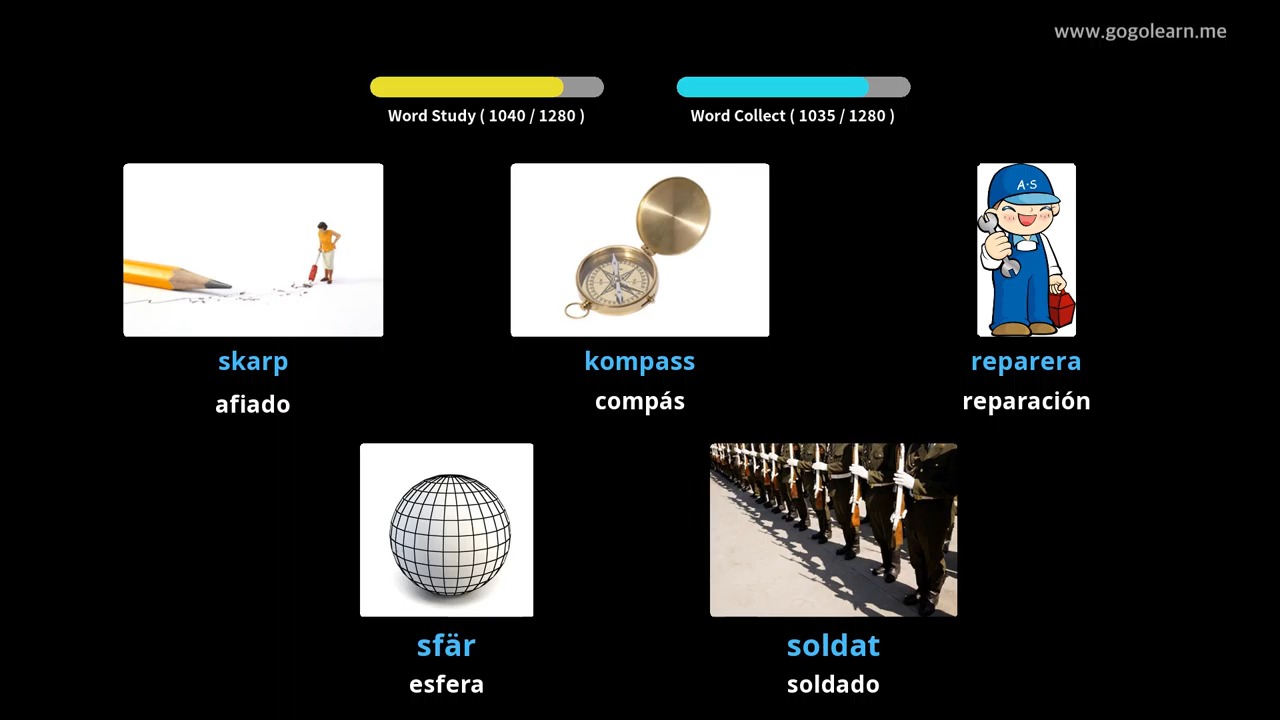 www.gogolearn.me
Word Study ( 1040 / 1280 )
Word Collect ( 1035 / 1280 )
A·S
skarp
kompass
reparera
afiado
compás
reparación
sfär
soldat
esfera
soldado